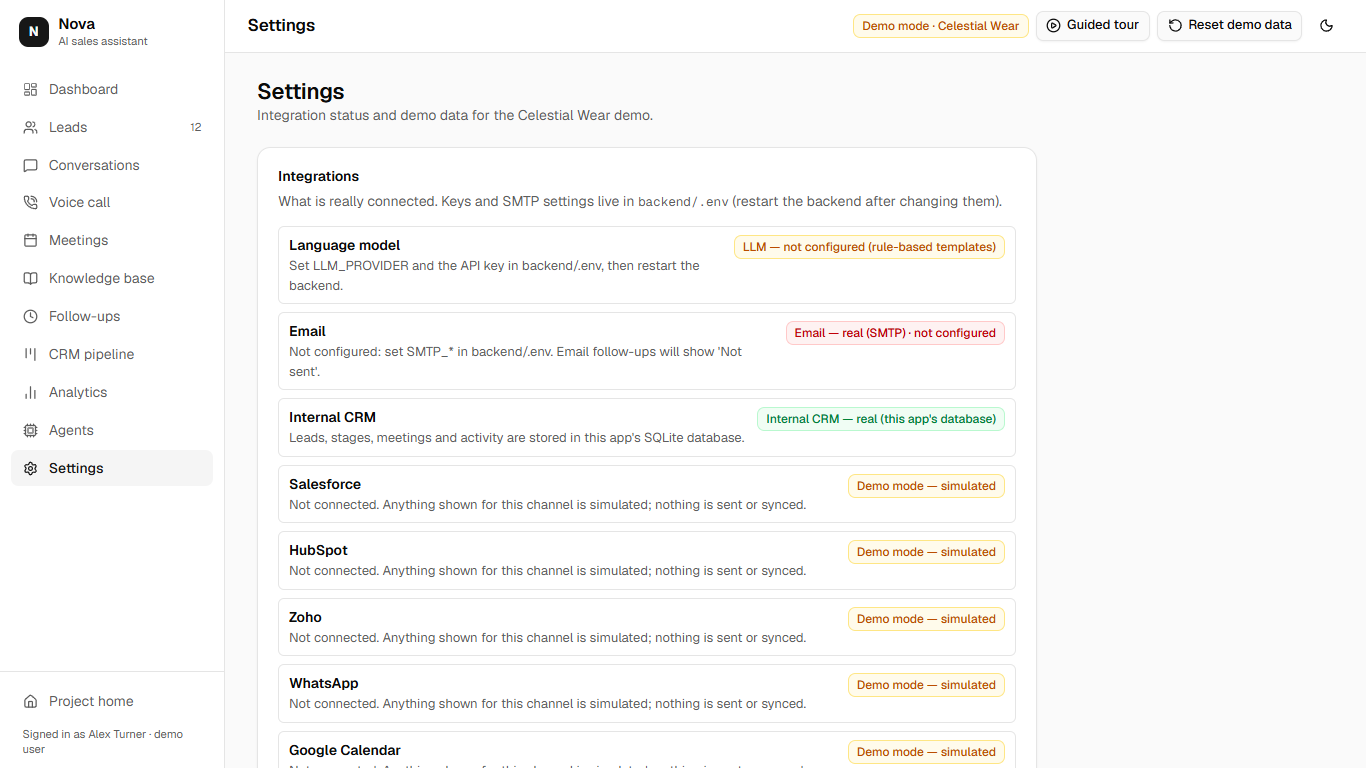 N
Nova
AI sales assistant
Dashboard
Leads 12
Conversations
Voice call
Meetings
Knowledge base
Follow-ups
CRM pipeline
Analytics
Agents
Settings
Project home
Signed in as Alex Turner · demo
user
Settings
Demo mode · Celestial Wear
Guided tour
Reset demo data
Settings
Integration status and demo data for the Celestial Wear demo.
Integrations
What is really connected. Keys and SMTP settings live in backend/.env (restart the backend after changing them).
Language model
LLM — not configured (rule-based templates)
Set LLM_PROVIDER and the API key in backend/.env, then restart the
backend.
Email
Email — real (SMTP) · not configured
Not configured: set SMTP_* in backend/.env. Email follow-ups will show 'Not
sent'.
Internal CRM
Internal CRM — real (this app's database)
Leads, stages, meetings and activity are stored in this app's SQLite database.
Salesforce
Demo mode — simulated
Not connected. Anything shown for this channel is simulated; nothing is sent or synced.
HubSpot
Demo mode — simulated
Not connected. Anything shown for this channel is simulated; nothing is sent or synced.
Zoho
Demo mode — simulated
Not connected. Anything shown for this channel is simulated; nothing is sent or synced.
WhatsApp
Demo mode — simulated
Not connected. Anything shown for this channel is simulated; nothing is sent or synced.
Google Calendar
Demo mode — simulated